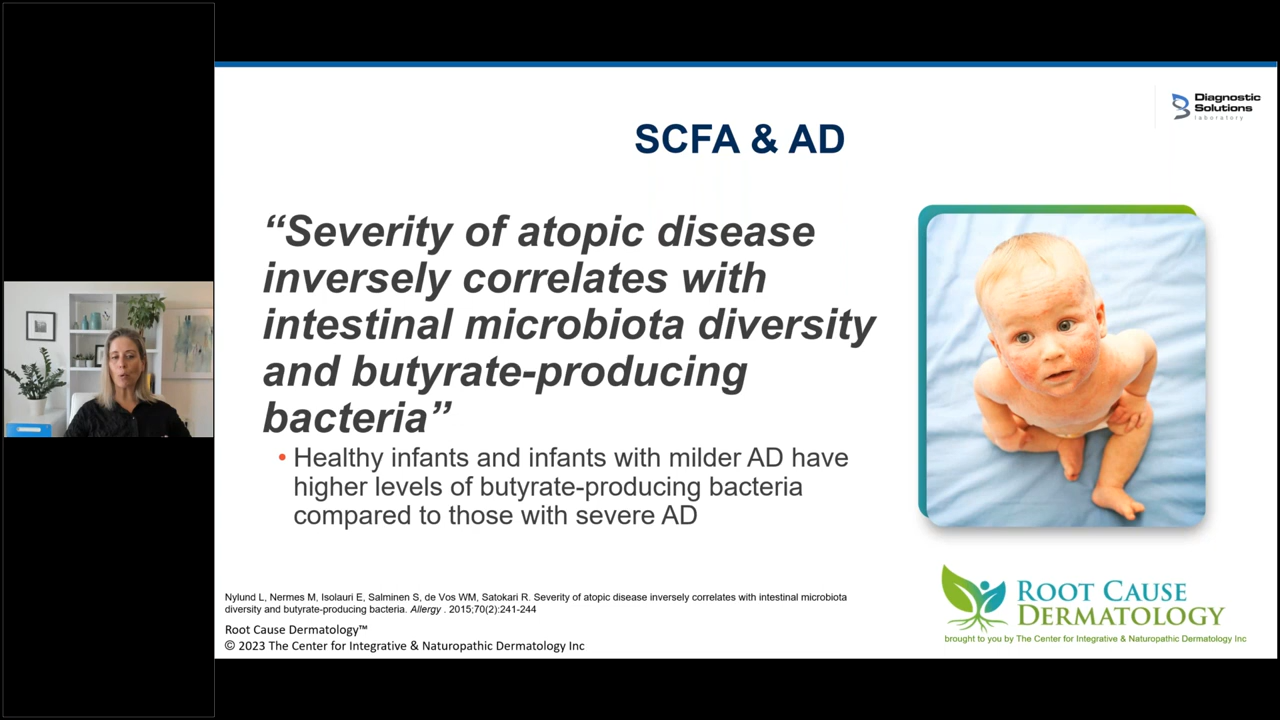 Diagnostic
Solutions
laboratory
SCFA & AD
“Severity of atopic disease
inversely correlates with
intestinal microbiota diversity
and butyrate-producing
bacteria”
• Healthy infants and infants with milder AD have
higher levels of butyrate-producing bacteria
compared to those with severe AD
Nylund L, Nermes M, Isolauri E, Salminen S, de Vos WM, Satokari R. Severity of atopic disease inversely correlates with intestinal microbiota
diversity and butyrate-producing bacteria. Allergy . 2015;70(2):241-244
Root Cause Dermatology™
© 2023 The Center for Integrative & Naturopathic Dermatology Inc
ROOT CAUSE
DERMATOLOGY
brought to you by The Center for Integrative & Naturopathic Dermatology Inc